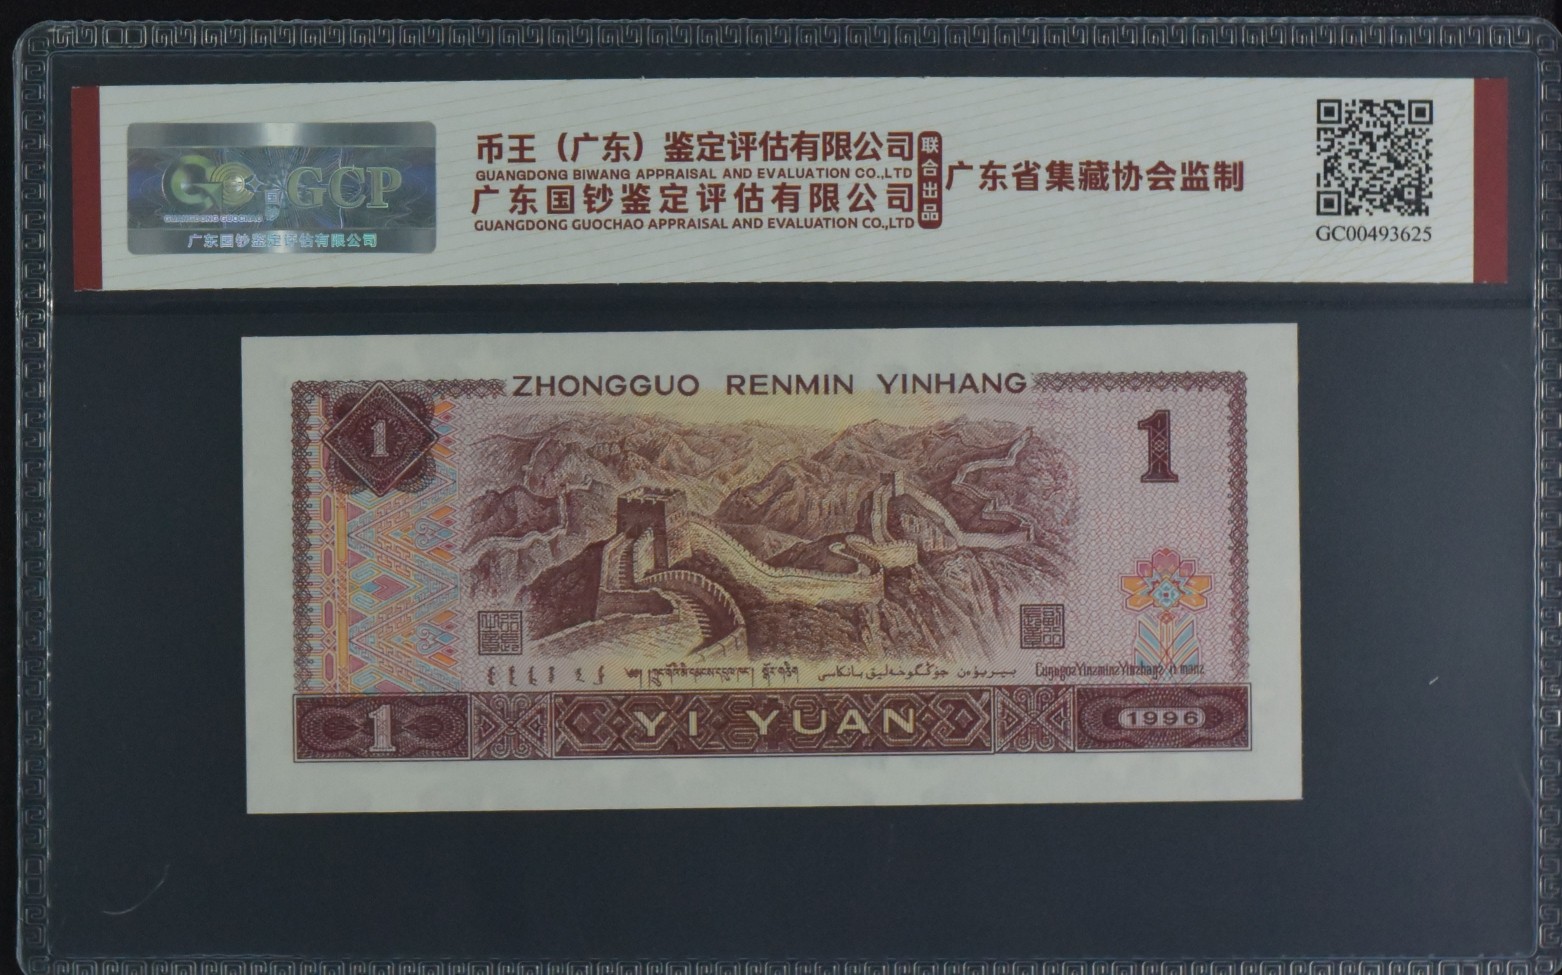 GCP
GUANGDONG GUOCHAO
广东国钞鉴定评估有限公司
币王（广东）鉴定评估有限公司
GUANGDONG BIWANG APPRAISAL AND EVALUATION CO.,LTD
广东国钞鉴定评估有限公司
GUANGDONG GUOCHAO APPRAISAL AND EVALUATION CO.,LTD
联合出品
广东省集藏协会监制
GC00493625
ZHONGGUO RENMIN YINHANG
1
1
1
YI YUAN
1996